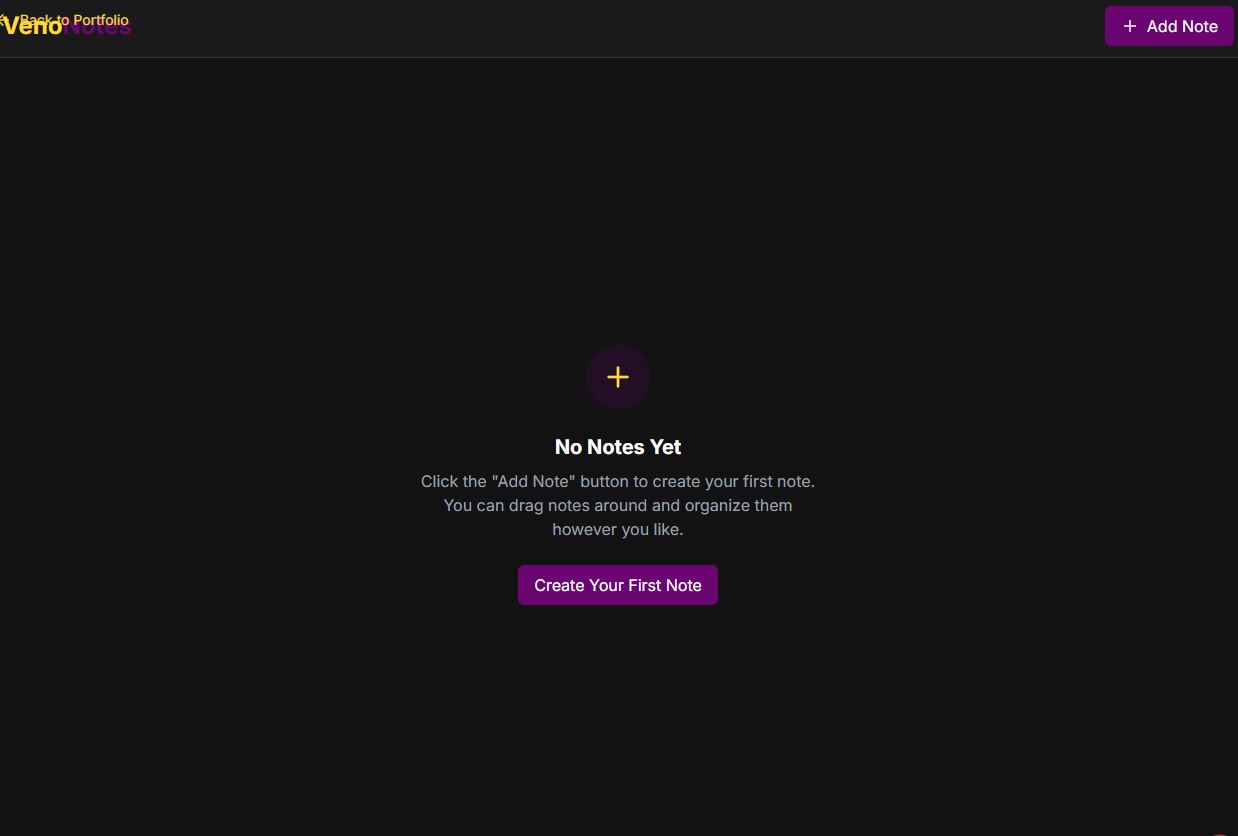 Back to Portfolio
VenoNotes
Add Note
No Notes Yet
Click the "Add Note" button to create your first note.
You can drag notes around and organize them
however you like.
Create Your First Note